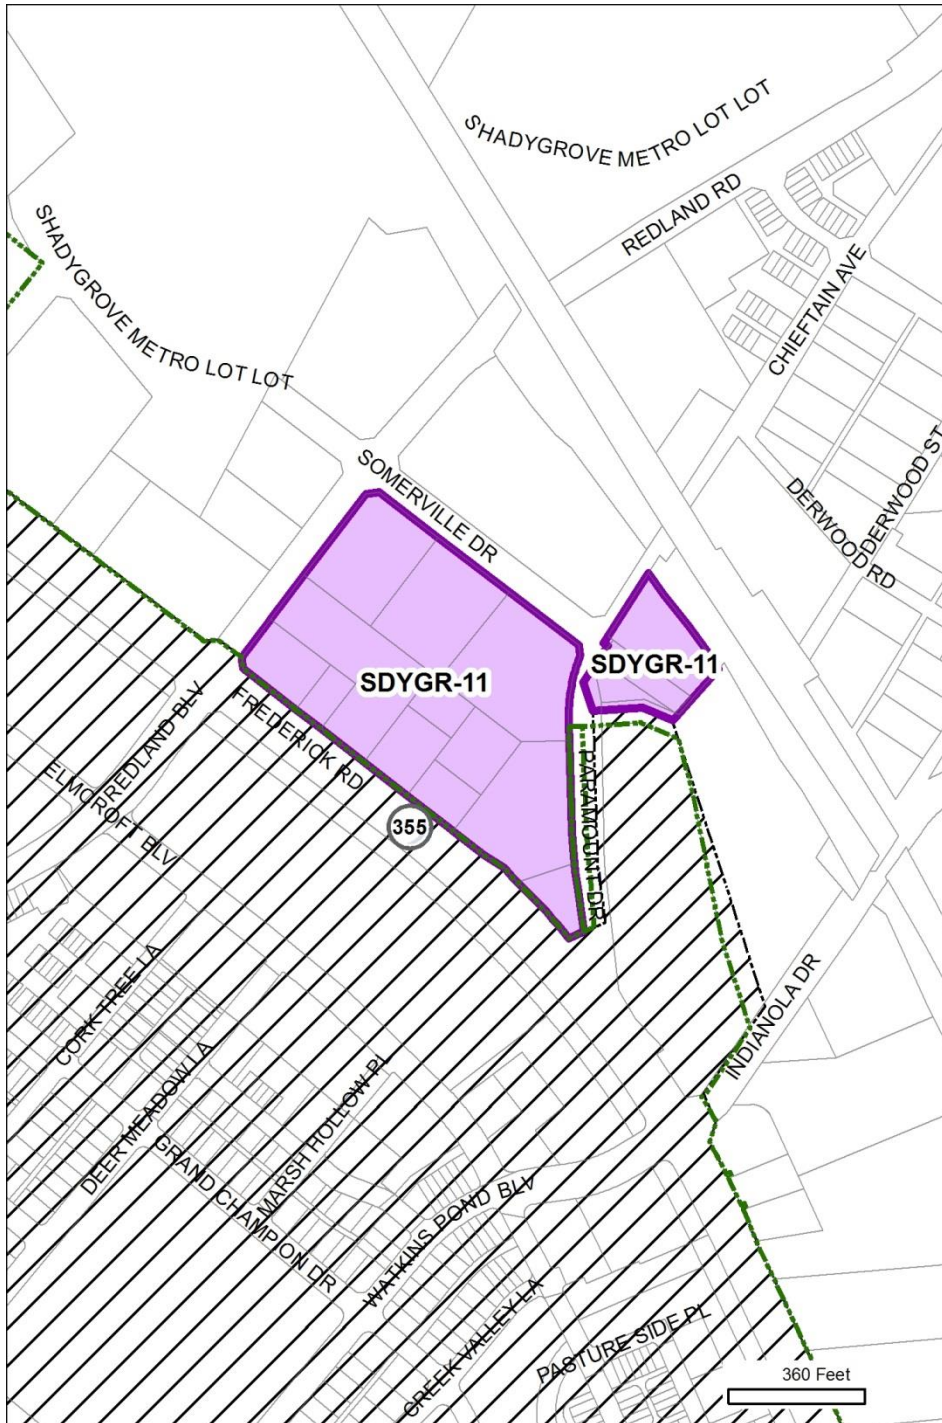 SHADYGROVE METRO LOT LOT
REDLAND RD
SHADYGROVE METRO LOT LOT
CHIEFTAIN AVE
SOMERVILLE DR
DERWOOD ST
DERWOOD RD
SDYGR-11
SDYGR-11
FREDERICK RD
REDLAND BLV
ELMCROFT BLV
355
PARAMOUNT DR
CORK TREE LA
INDIANOLA DR
DEER MEADOW LA
MARSH HOLLOW PL
GRAND CHAMPION DR
WATKINS POND BLV
CREEK VALLEY LA
PASTURE SIDE PL
360 Feet